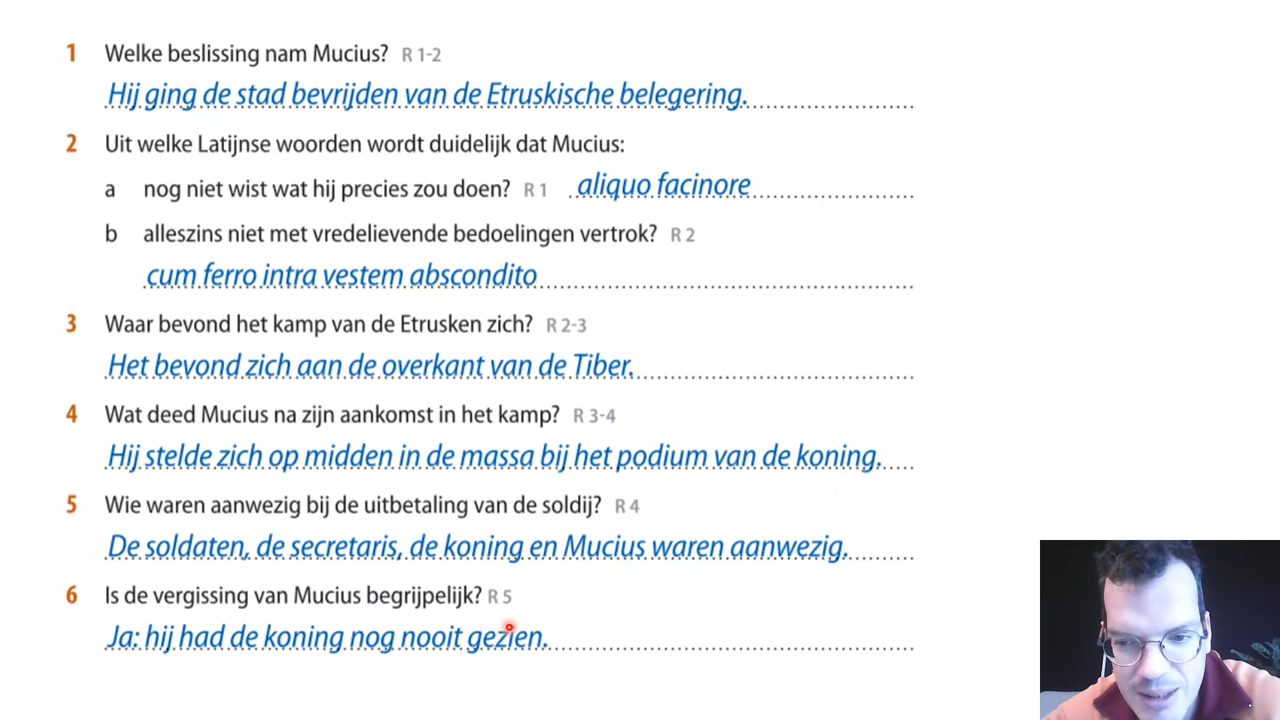 1 Welke beslissing nam Mucius? R 1-2
Hij ging de stad bevrijden van de Etruskische belegering.
2 Uit welke Latijnse woorden wordt duidelijk dat Mucius:
a nog niet wist wat hij precies zou doen? R 1 aliquo facinore
b alleszins niet met vredelievende bedoelingen vertrok? R 2
cum ferro intra vestem abscondito
3 Waar bevond het kamp van de Etrusken zich? R 2-3
Het bevond zich aan de overkant van de Tiber.
4 Wat deed Mucius na zijn aankomst in het kamp? R 3-4
Hij stelde zich op midden in de massa bij het podium van de koning.
5 Wie waren aanwezig bij de uitbetaling van de soldij? R 4
De soldaten, de secretaris, de koning en Mucius waren aanwezig.
6 Is de vergissing van Mucius begrijpelijk? R 5
Ja: hij had de koning nog nooit gezien.